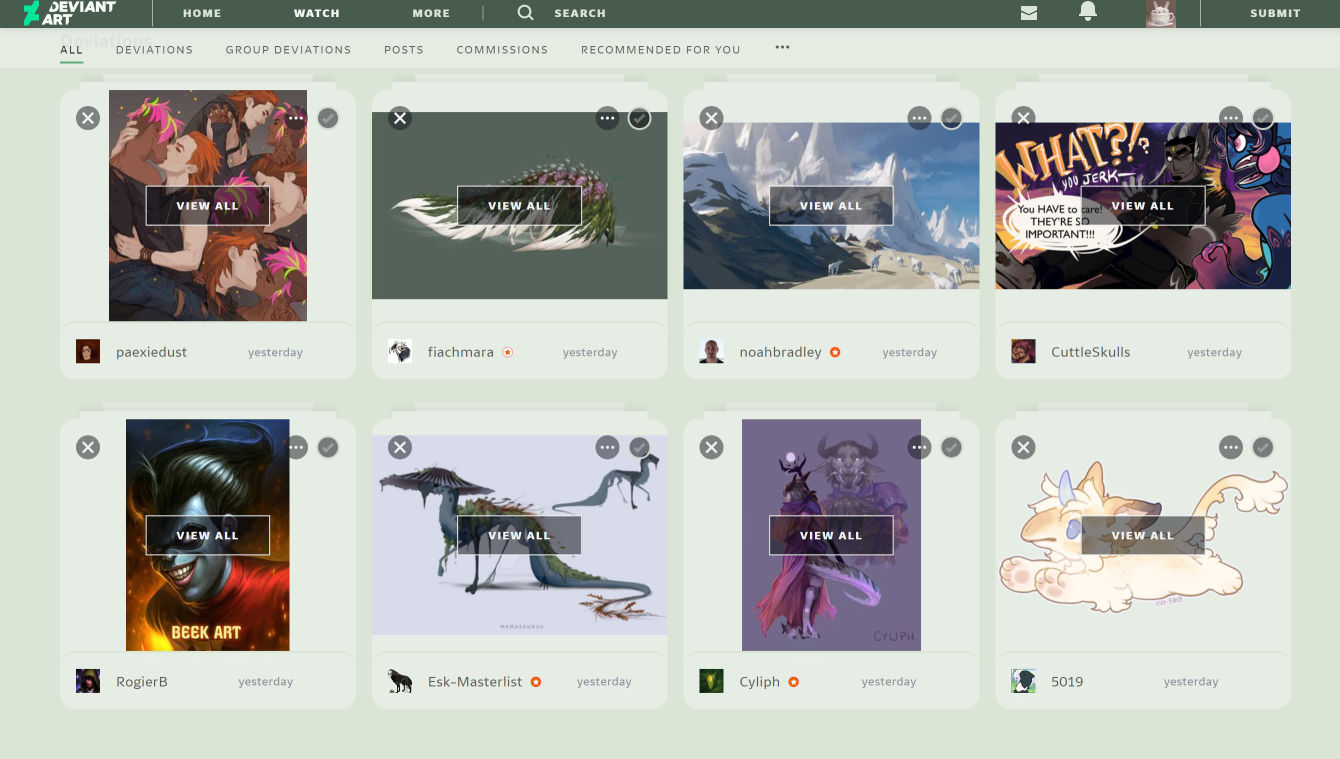 DEVIANT
ART
HOME
WATCH
MORE
SEARCH
SUBMIT
Deviations
ALL
DEVIATIONS
GROUP DEVIATIONS
POSTS
COMMISSIONS
RECOMMENDED FOR YOU
VIEW ALL
VIEW ALL
VIEW ALL
WHAT?!?
YOU JERK—
VIEW ALL
You HAVE to care!
THEY'RE SO
IMPORTANT!!!
paexiedust
yesterday
fiachmara
yesterday
noahbradley
yesterday
CuttleSkulls
yesterday
VIEW ALL
BEEK ART
VIEW ALL
MAMASAURUS
VIEW ALL
CYLIPH
VIEW ALL
RogierB
yesterday
Esk-Masterlist
yesterday
Cyliph
yesterday
5019
yesterday